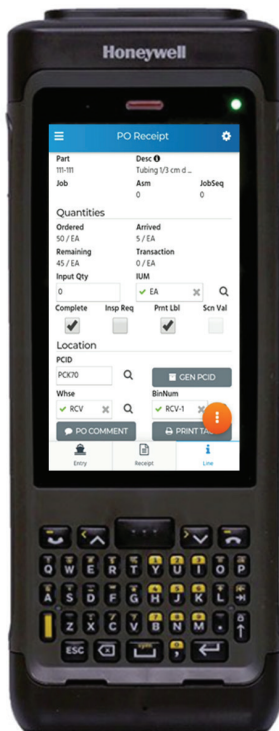 Honeywell
PO Receipt
Part Desc
111-111 Tubing 1/3 cm d ...
Job Asm JobSeq
0 0
Quantities
Ordered Arrived
50 / EA 5 / EA
Remaining Transaction
45 / EA 0 / EA
Input Qty IUM
0 EA
Complete Insp Req Prnt Lbl Scn Val
Location
PCID
PCK70 GEN PCID
Whse BinNum
RCV RCV-1
PO COMMENT PRINT TA
Entry Receipt Line
Q W E R T Y U I O P
A S D F G H J K L
Z X C V B N M .
ESC